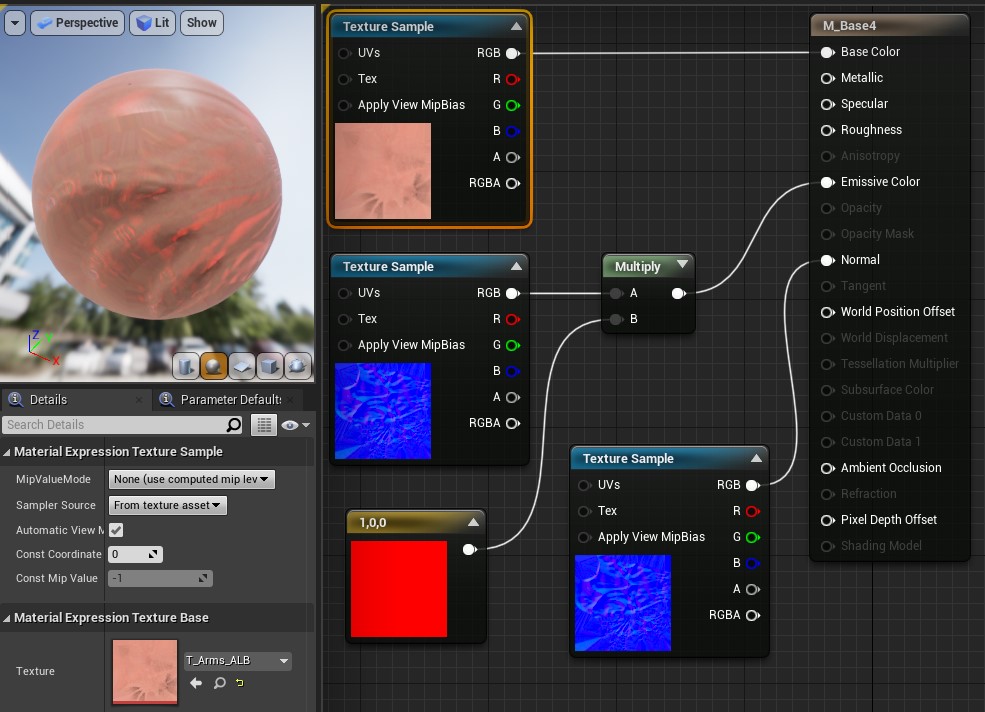 Perspective
Lit
Show
Z
Y
X
Details
Parameter Defaults
Search Details
Material Expression Texture Sample
MipValueMode
None (use computed mip lev
Sampler Source
From texture asset
Automatic View M
Const Coordinate
0
Const Mip Value
-1
Material Expression Texture Base
Texture
T_Arms_ALB
Texture Sample
UVs RGB
Tex R
Apply View MipBias G
B
A
RGBA
Texture Sample
UVs RGB
Tex R
Apply View MipBias G
B
A
RGBA
1,0,0
Multiply
A
B
Texture Sample
UVs RGB
Tex R
Apply View MipBias G
B
A
RGBA
M_Base4
Base Color
Metallic
Specular
Roughness
Anisotropy
Emissive Color
Opacity
Opacity Mask
Normal
Tangent
World Position Offset
World Displacement
Tessellation Multiplier
Subsurface Color
Custom Data 0
Custom Data 1
Ambient Occlusion
Refraction
Pixel Depth Offset
Shading Model